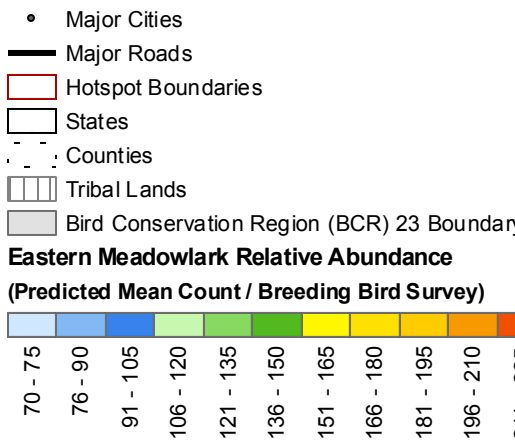 Major Cities
Major Roads
Hotspot Boundaries
States
Counties
Tribal Lands
Bird Conservation Region (BCR) 23 Boundary
Eastern Meadowlark Relative Abundance
(Predicted Mean Count / Breeding Bird Survey)
70 - 75
76 - 90
91 - 105
106 - 120
121 - 135
136 - 150
151 - 165
166 - 180
181 - 195
196 - 210